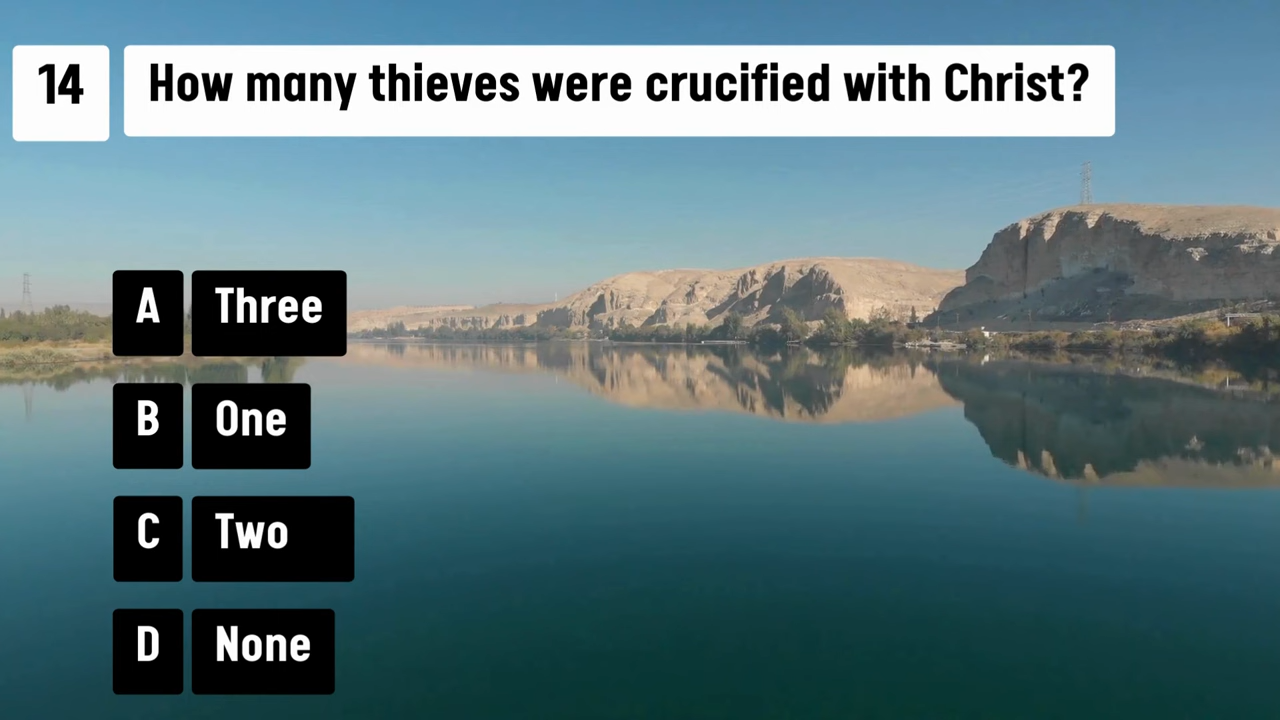 14 How many thieves were crucified with Christ?
A Three
B One
C Two
D None